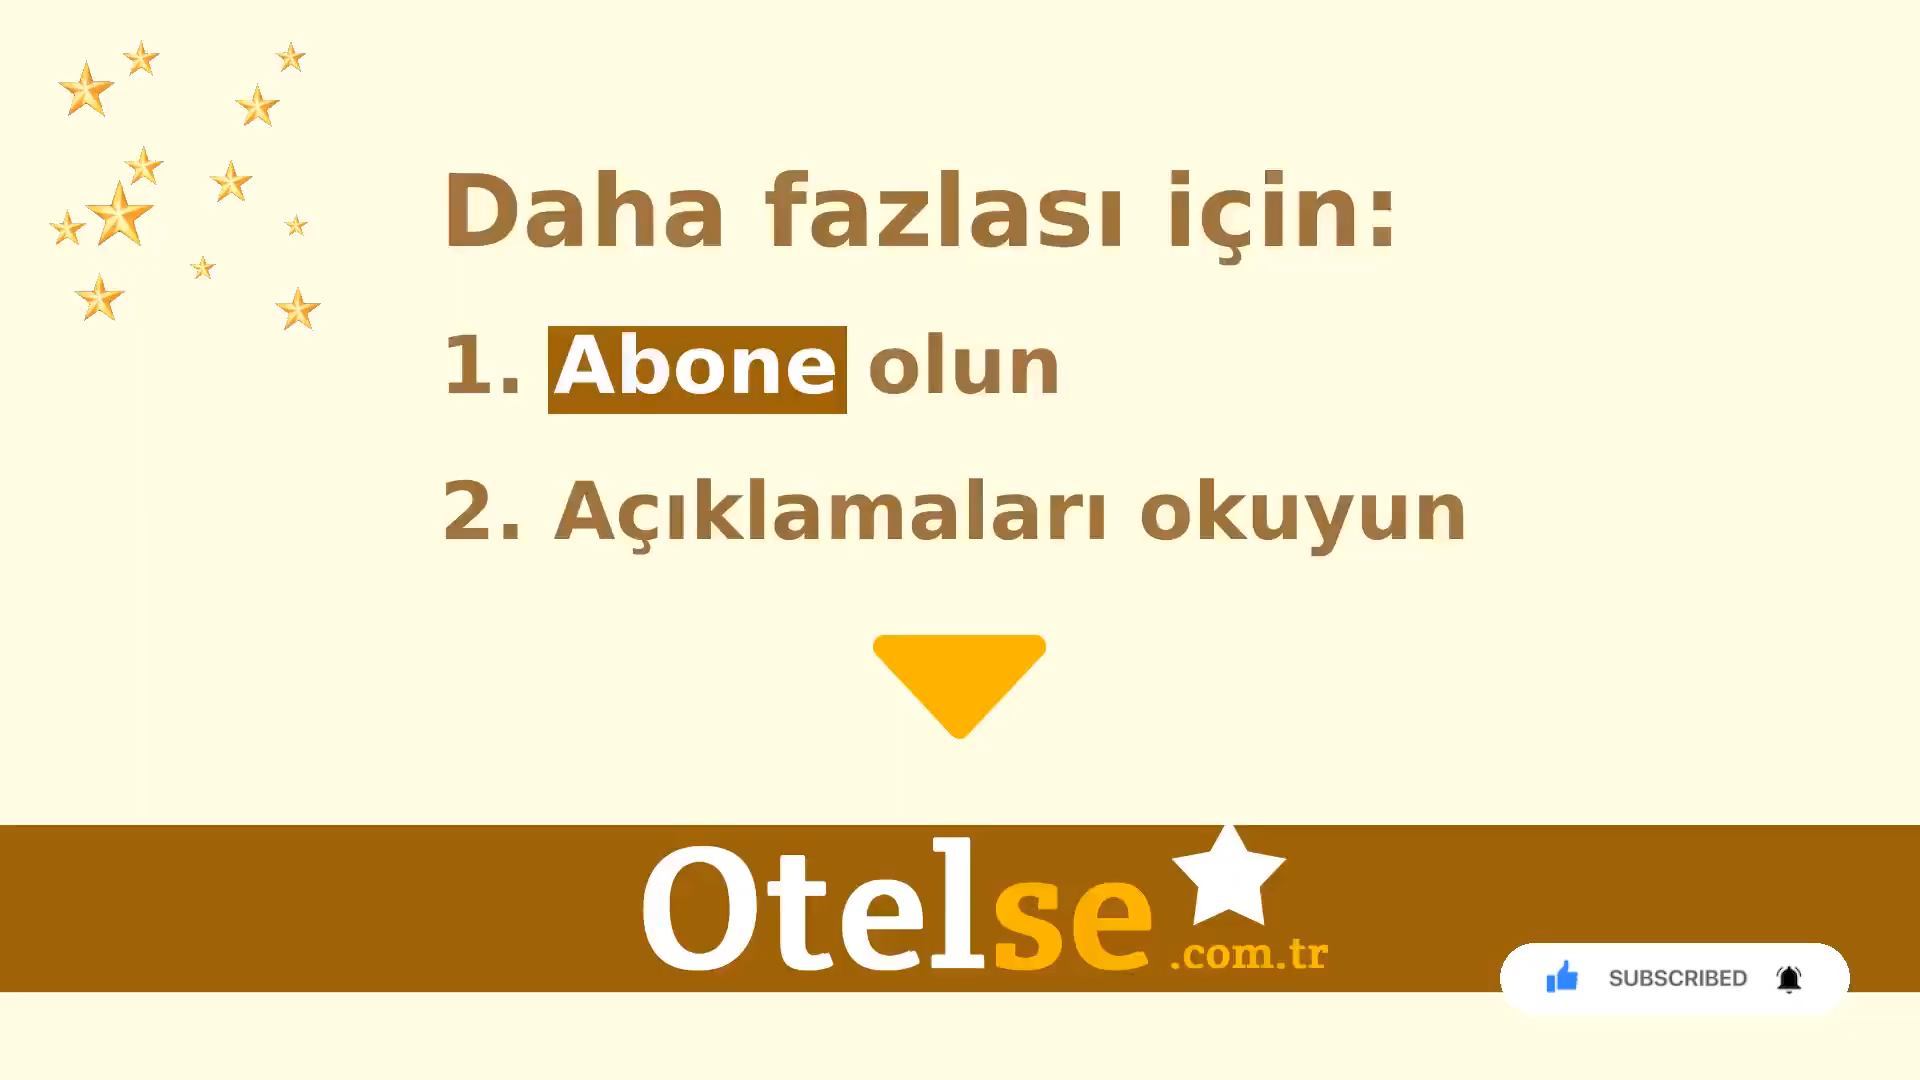 Daha fazlası için:
1. Abone olun
2. Açıklamaları okuyun
Otelse
.com.tr
SUBSCRIBED